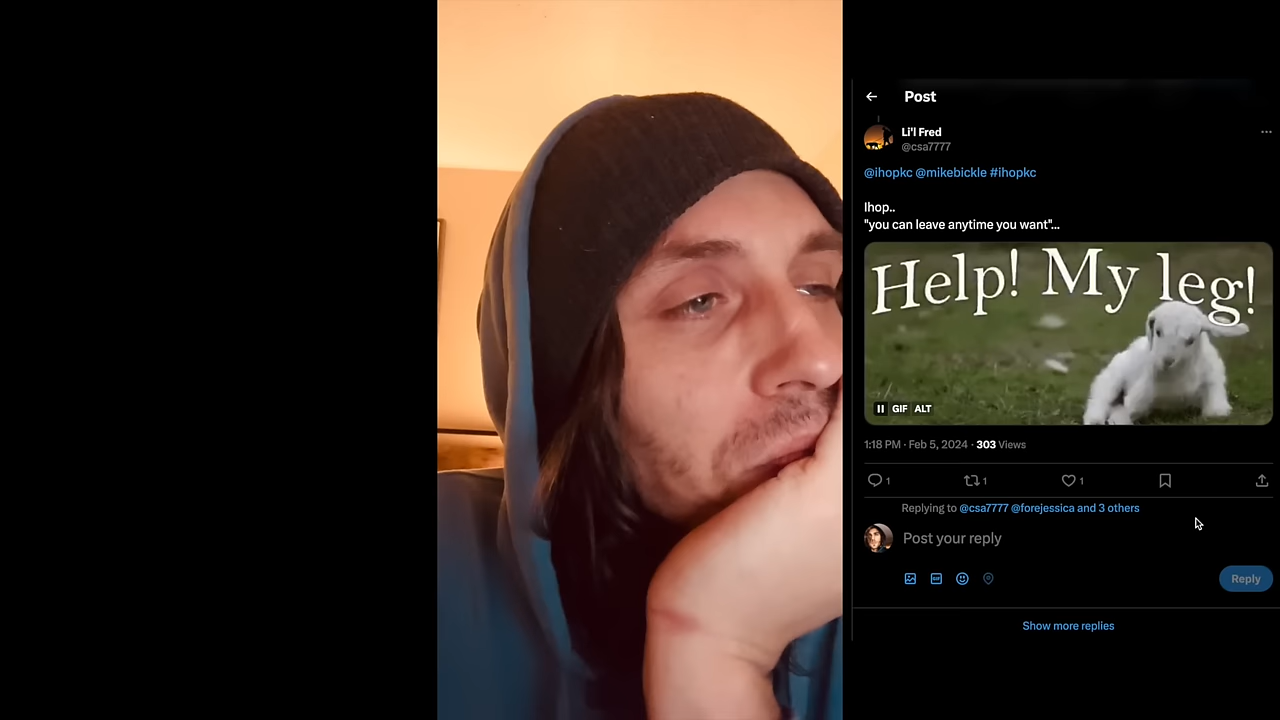 Post
Li'l Fred
@csa7777
@ihopkc @mikebickle #ihopkc
Ihop..
"you can leave anytime you want"...
Help! My leg!
GIF ALT
1:18 PM · Feb 5, 2024 · 303 Views
1 1 1
Replying to @csa7777 @forejessica and 3 others
Post your reply
GIF
Reply
Show more replies